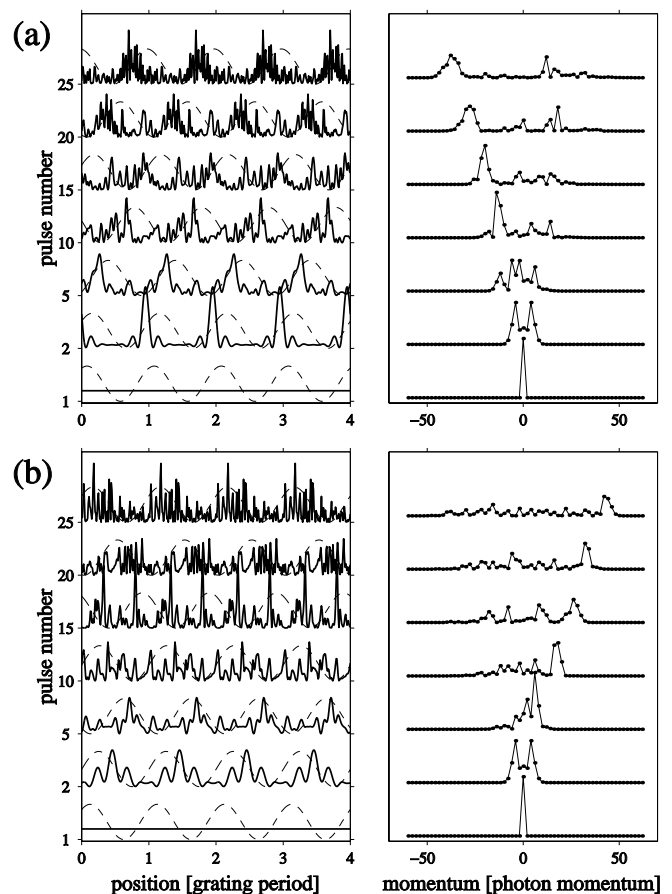 (a)
pulse number
25
20
15
10
5
2
1
0 1 2 3 4
−50 0 50
(b)
pulse number
25
20
15
10
5
2
1
0 1 2 3 4
−50 0 50
position [grating period]
momentum [photon momentum]